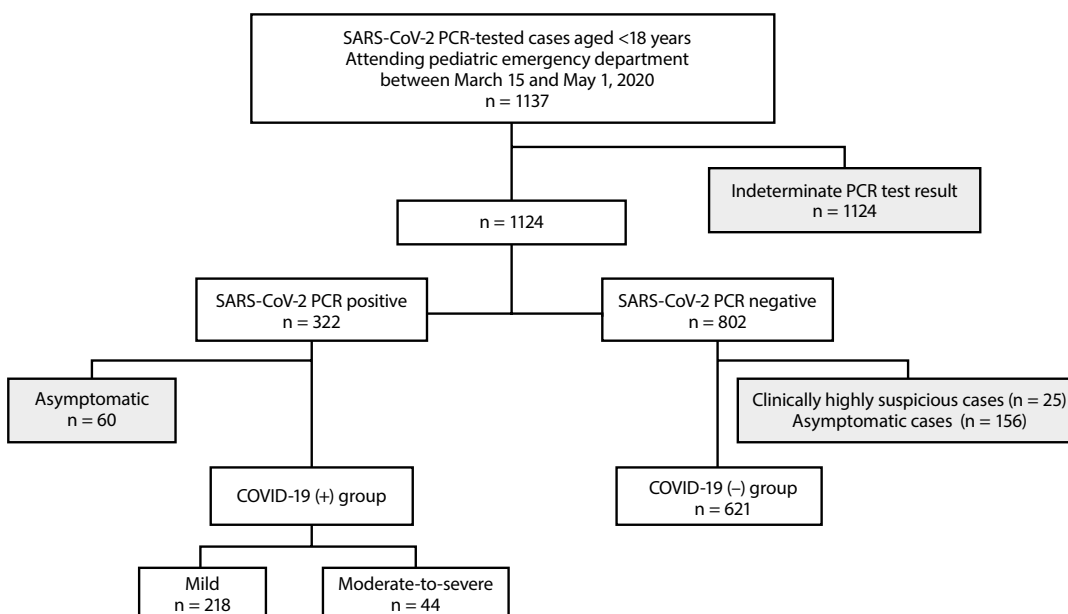 SARS-CoV-2 PCR-tested cases aged <18 years
Attending pediatric emergency department
between March 15 and May 1, 2020
n = 1137
Indeterminate PCR test result
n = 1124
n = 1124
SARS-CoV-2 PCR positive
n = 322
SARS-CoV-2 PCR negative
n = 802
Asymptomatic
n = 60
Clinically highly suspicious cases (n = 25)
Asymptomatic cases (n = 156)
COVID-19 (+) group
COVID-19 (–) group
n = 621
Mild
n = 218
Moderate-to-severe
n = 44